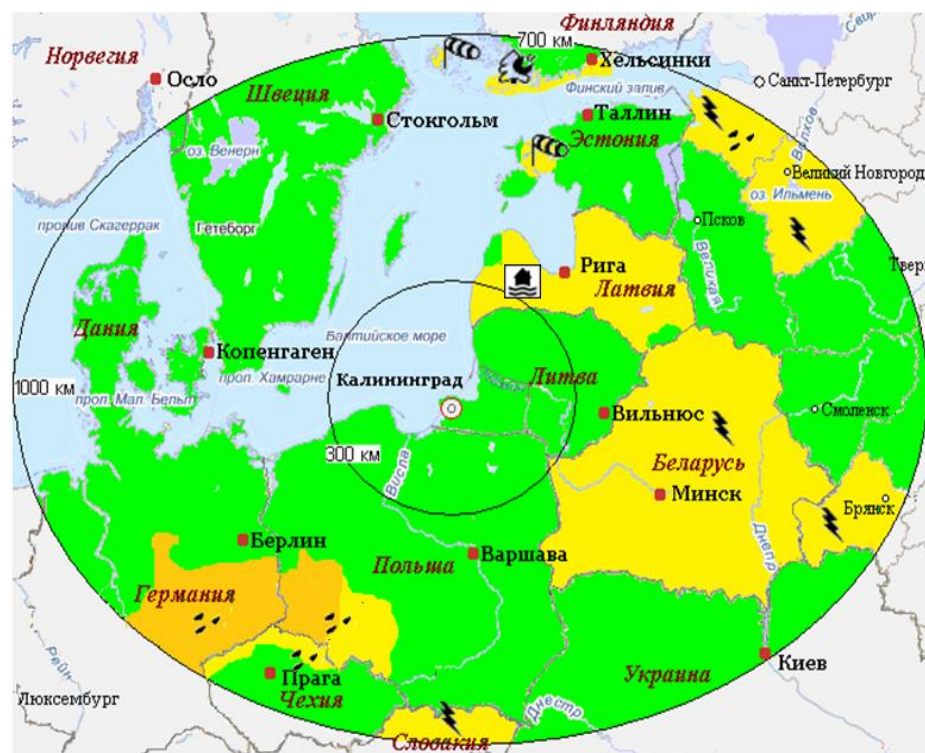 Финляндия
Свир
Норвегия
700 км
Хельсинки
Осло
Швеция
Санкт-Петербург
Финский залив
Стокгольм
Таллин
Эстония
Волхов
оз. Венерн
Великий Новгород
оз. Ильмень
пролив Скагеррак
Гётеборг
Псков
Великая
Рига
Латвия
Твери
Дания
Балтийское море
Копенгаген
прол. Хамрарне
Калининград
Литва
1000 км
прол. Мал. Бельт
Вильнюс
Смоленск
300 км
Висла
Беларусь
Минск
Брянск
Днепр
Берлин
Варшава
Польша
Германия
Рейн
Прага
Чехия
Украина
Киев
Люксембург
Днестр
Словакия